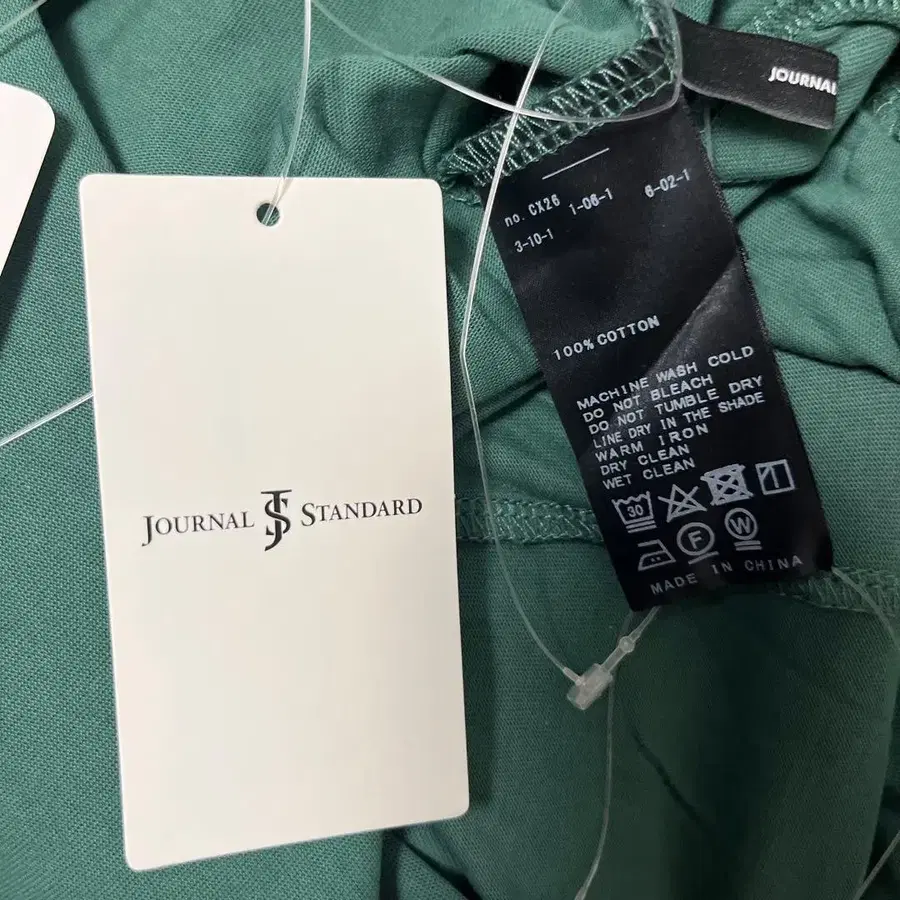 JOURNAL JS STANDARD
JOURNAL
no. CX26 1-06-1 6-02-1
3-10-1
100% COTTON
MACHINE WASH COLD
DO NOT BLEACH
DO NOT TUMBLE DRY
LINE DRY IN THE SHADE
WARM IRON
DRY CLEAN
WET CLEAN
30
F W
MADE IN CHINA